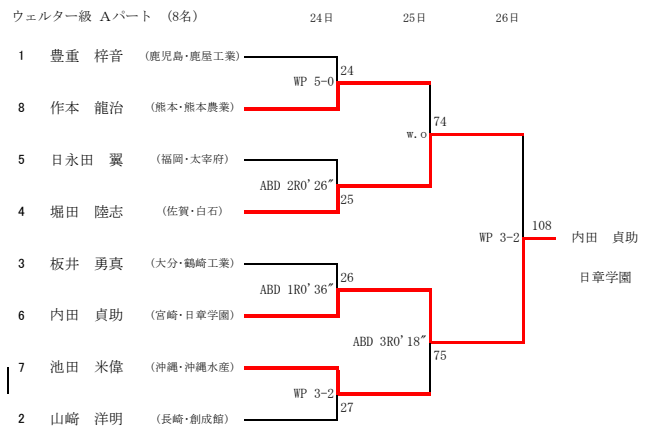 ウェルター級 Aパート (8名) 24日 25日 26日
1 豊重 梓音 (鹿児島・鹿屋工業)
24
WP 5-0
8 作本 龍治 (熊本・熊本農業)
74
w.o
5 日永田 翼 (福岡・太宰府)
ABD 2R0'26"
25
4 堀田 陸志 (佐賀・白石)
108
WP 3-2 内田 貞助
日章学園
3 板井 勇真 (大分・鶴崎工業)
26
ABD 1R0'36"
6 内田 貞助 (宮崎・日章学園)
ABD 3R0'18"
75
7 池田 米偉 (沖縄・沖縄水産)
WP 3-2
27
2 山﨑 洋明 (長崎・創成館)